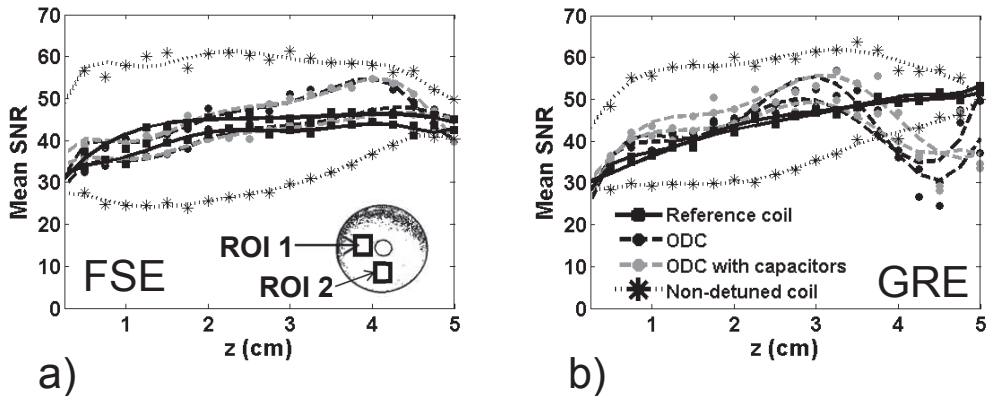 70
60
50
40
30
20
10
0
Mean SNR
1 2 3 4 5
z (cm)
ROI 1
ROI 2
FSE
a)
70
60
50
40
30
20
10
0
Mean SNR
1 2 3 4 5
z (cm)
Reference coil
ODC
ODC with capacitors
Non-detuned coil
GRE
b)